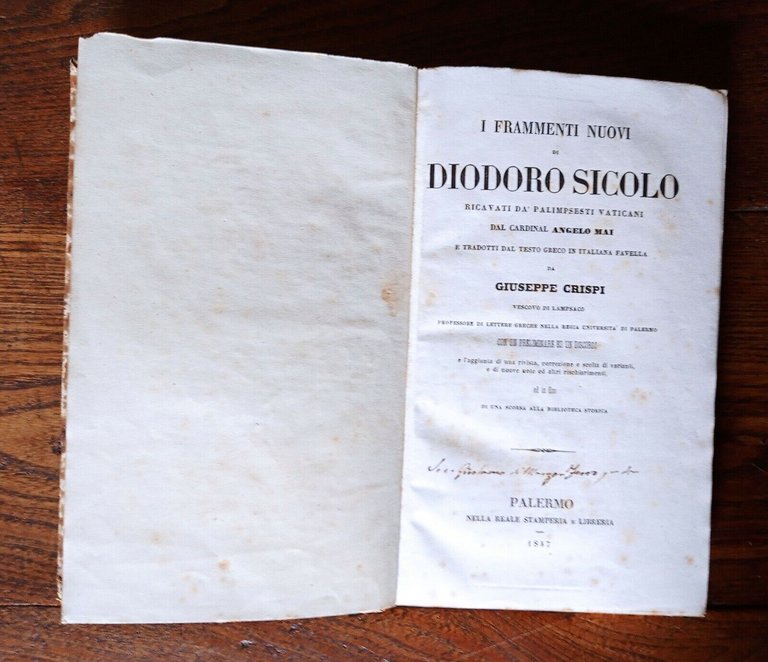 I FRAMMENTI NUOVI
DI
DIODORO SICOLO
RICAVATI DA' PALIMPSESTI VATICANI
DAL CARDINAL ANGELO MAI
E TRADOTTI DAL TESTO GRECO IN ITALIANA FAVELLA
DA
GIUSEPPE CRISPI
VESCOVO DI LAMPSACO
PROFESSORE DI LETTERE GRECHE NELLA REGIA UNIVERSITA' DI PALERMO
CON UN PRELIMINARE ED UN DISCORSO
e l'aggiunta di una rivista, correzione e scelta di varianti,
e di nuove note ed altri rischiarimenti,
ed in fine
DI UNA SCORSA ALLA BIBLIOTECA STORICA
PALERMO
NELLA REALE STAMPERIA E LIBRERIA
1847